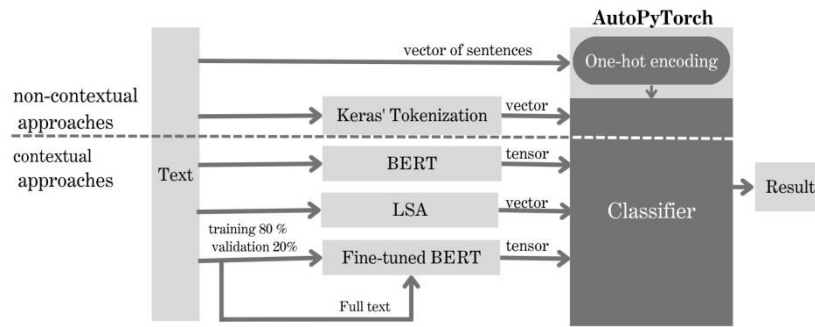 AutoPyTorch
vector of sentences
One-hot encoding
non-contextual
approaches
Keras' Tokenization
vector
contextual
approaches
Text
BERT
tensor
LSA
vector
Classifier
Result
training 80 %
validation 20%
Fine-tuned BERT
tensor
Full text